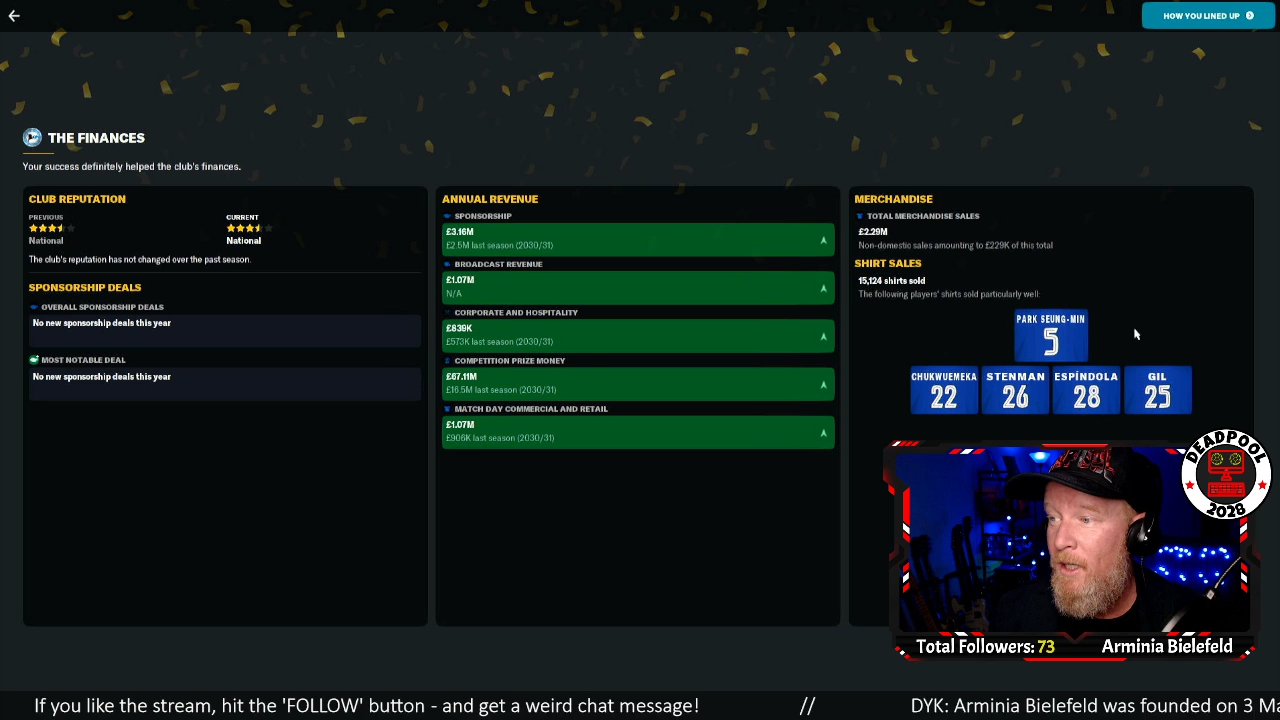 HOW YOU LINED UP
THE FINANCES
Your success definitely helped the club's finances.
CLUB REPUTATION
PREVIOUS
CURRENT
National
National
The club's reputation has not changed over the past season.
SPONSORSHIP DEALS
OVERALL SPONSORSHIP DEALS
No new sponsorship deals this year
MOST NOTABLE DEAL
No new sponsorship deals this year
ANNUAL REVENUE
SPONSORSHIP
£3.16M
£2.5M last season (2030/31)
BROADCAST REVENUE
£1.07M
N/A
CORPORATE AND HOSPITALITY
£839K
£573K last season (2030/31)
COMPETITION PRIZE MONEY
£67.11M
£16.5M last season (2030/31)
MATCH DAY COMMERCIAL AND RETAIL
£1.07M
£906K last season (2030/31)
MERCHANDISE
TOTAL MERCHANDISE SALES
£2.29M
Non-domestic sales amounting to £229K of this total
SHIRT SALES
15,124 shirts sold
The following players' shirts sold particularly well:
PARK SEUNG-MIN
5
CHUKWUEMEKA
22
STENMAN
26
ESPÍNDOLA
28
GIL
25
DEADPOOL
2028
Total Followers: 73
Arminia Bielefeld
If you like the stream, hit the 'FOLLOW' button - and get a weird chat message! // DYK: Arminia Bielefeld was founded on 3 Ma